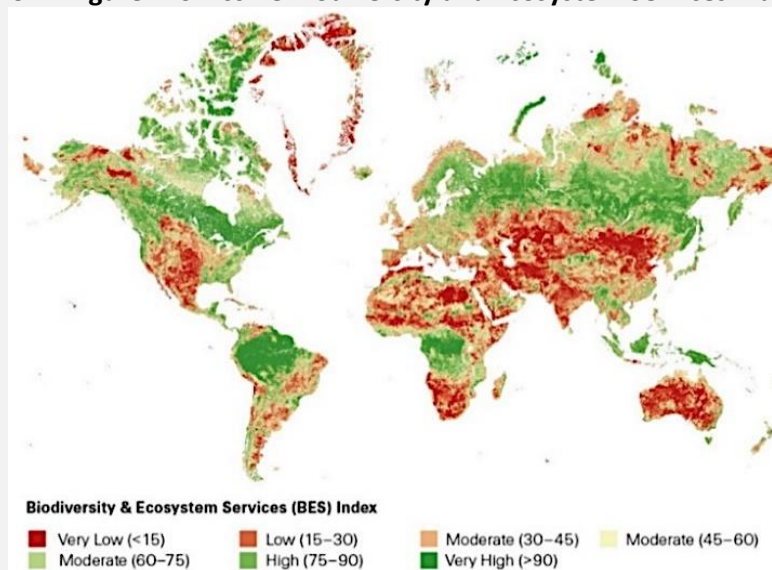 Biodiversity & Ecosystem Services (BES) Index
Very Low (<15) Low (15–30) Moderate (30–45) Moderate (45–60)
Moderate (60–75) High (75–90) Very High (>90)